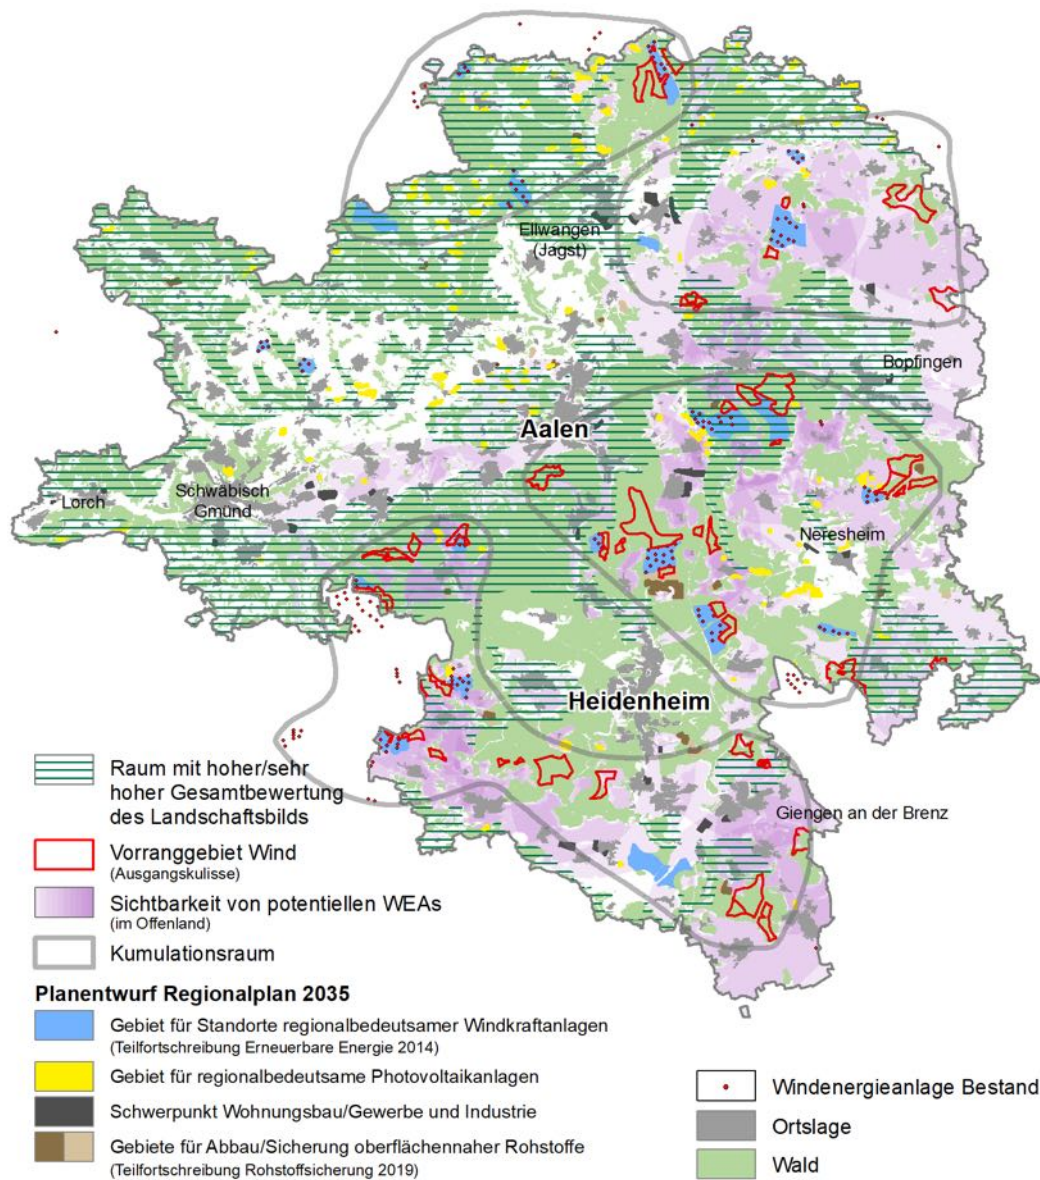 Ellwangen
(Jagst)
Bopfingen
Aalen
Lorch
Schwäbisch
Gmünd
Neresheim
Heidenheim
Giengen an der Brenz
Raum mit hoher/sehr
hoher Gesamtbewertung
des Landschaftsbilds
Vorranggebiet Wind
(Ausgangskulisse)
Sichtbarkeit von potentiellen WEAs
(im Offenland)
Kumulationsraum
Planentwurf Regionalplan 2035
Gebiet für Standorte regionalbedeutsamer Windkraftanlagen
(Teilfortschreibung Erneuerbare Energie 2014)
Gebiet für regionalbedeutsame Photovoltaikanlagen
Schwerpunkt Wohnungsbau/Gewerbe und Industrie
Gebiete für Abbau/Sicherung oberflächennaher Rohstoffe
(Teilfortschreibung Rohstoffsicherung 2019)
Windenergieanlage Bestand
Ortslage
Wald